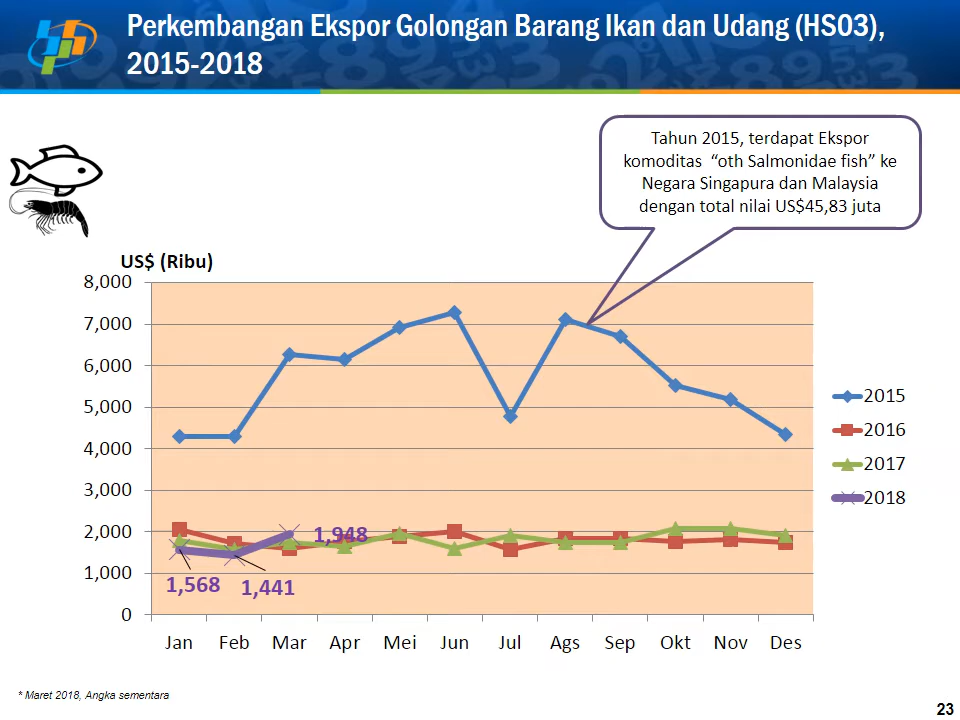 Perkembangan Ekspor Golongan Barang Ikan dan Udang (HS03),
2015-2018
Tahun 2015, terdapat Ekspor
komoditas “oth Salmonidae fish” ke
Negara Singapura dan Malaysia
dengan total nilai US$45,83 juta
US$ (Ribu)
8,000
7,000
6,000
5,000
4,000
3,000
2,000
1,000
0
1,568
1,441
1,948
Jan Feb Mar Apr Mei Jun Jul Ags Sep Okt Nov Des
2015
2016
2017
2018
* Maret 2018, Angka sementara
23